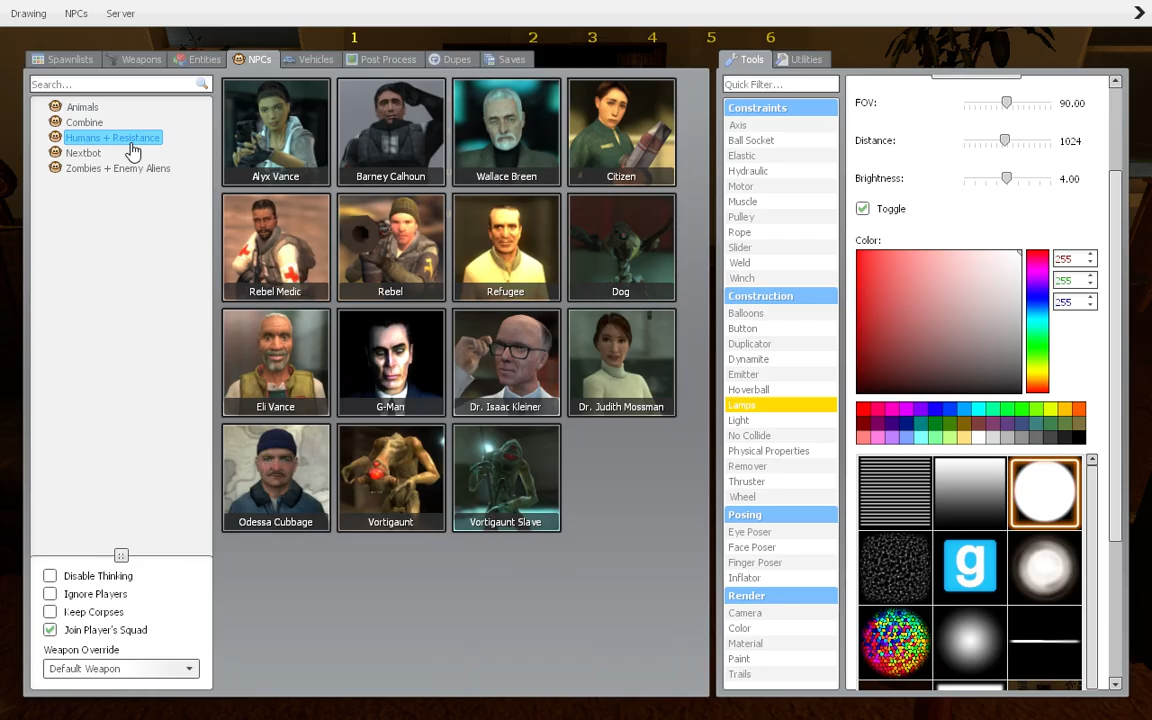 Drawing NPCs Server
1 2 3 4 5 6
Spawnlists Weapons Entities NPCs Vehicles Post Process Dupes Saves
Search...
Animals
Combine
Humans + Resistance
Nextbot
Zombies + Enemy Aliens
Alyx Vance Barney Calhoun Wallace Breen Citizen
Rebel Medic Rebel Refugee Dog
Eli Vance G-Man Dr. Isaac Kleiner Dr. Judith Mossman
Odessa Cubbage Vortigaunt Vortigaunt Slave
Disable Thinking
Ignore Players
Keep Corpses
Join Player's Squad
Weapon Override
Default Weapon
Tools Utilities
Quick Filter...
Constraints
Axis
Ball Socket
Elastic
Hydraulic
Motor
Muscle
Pulley
Rope
Slider
Weld
Winch
Construction
Balloons
Button
Duplicator
Dynamite
Emitter
Hoverball
Lamps
Light
No Collide
Physical Properties
Remover
Thruster
Wheel
Posing
Eye Poser
Face Poser
Finger Poser
Inflator
Render
Camera
Color
Material
Paint
Trails
FOV: 90.00
Distance: 1024
Brightness: 4.00
Toggle
Color:
255
255
255
g